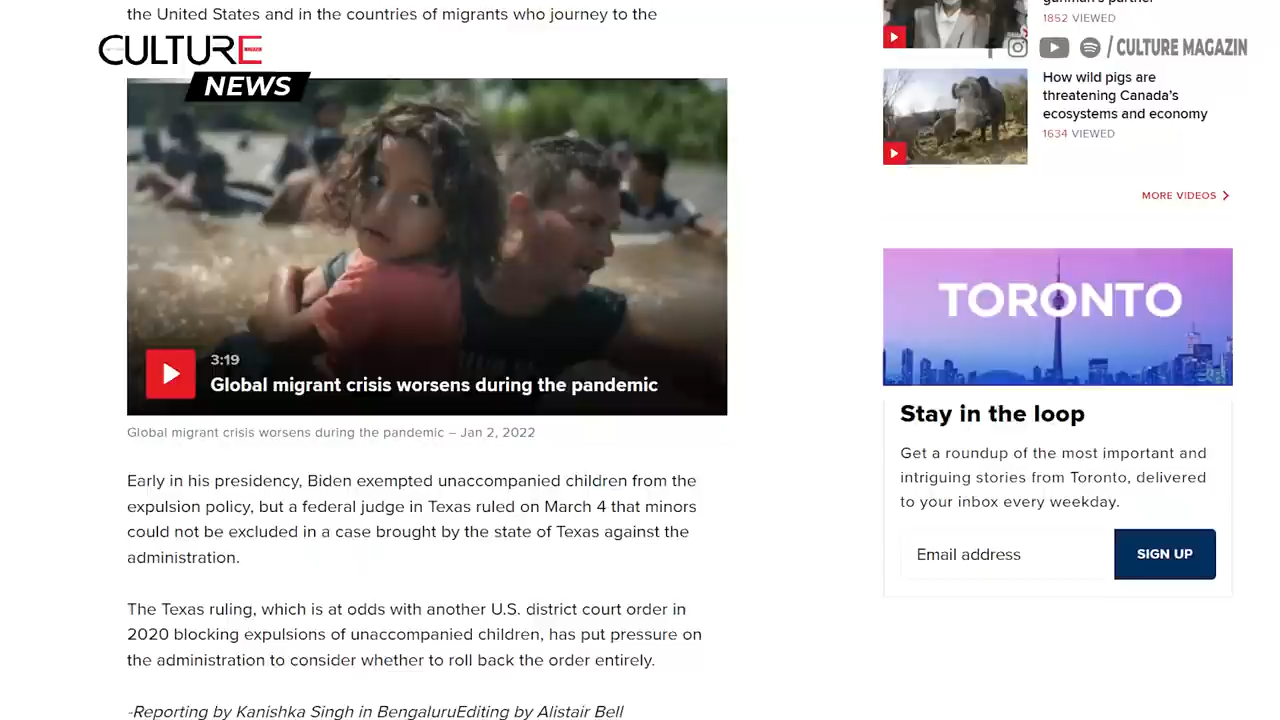 the United States and in the countries of migrants who journey to the
CULTURE
NEWS
3:19
Global migrant crisis worsens during the pandemic
Global migrant crisis worsens during the pandemic – Jan 2, 2022
Early in his presidency, Biden exempted unaccompanied children from the
expulsion policy, but a federal judge in Texas ruled on March 4 that minors
could not be excluded in a case brought by the state of Texas against the
administration.
The Texas ruling, which is at odds with another U.S. district court order in
2020 blocking expulsions of unaccompanied children, has put pressure on
the administration to consider whether to roll back the order entirely.
-Reporting by Kanishka Singh in BengaluruEditing by Alistair Bell
partner
1852 VIEWED
/ CULTURE MAGAZIN
How wild pigs are
threatening Canada’s
ecosystems and economy
1634 VIEWED
MORE VIDEOS
TORONTO
Stay in the loop
Get a roundup of the most important and
intriguing stories from Toronto, delivered
to your inbox every weekday.
Email address
SIGN UP